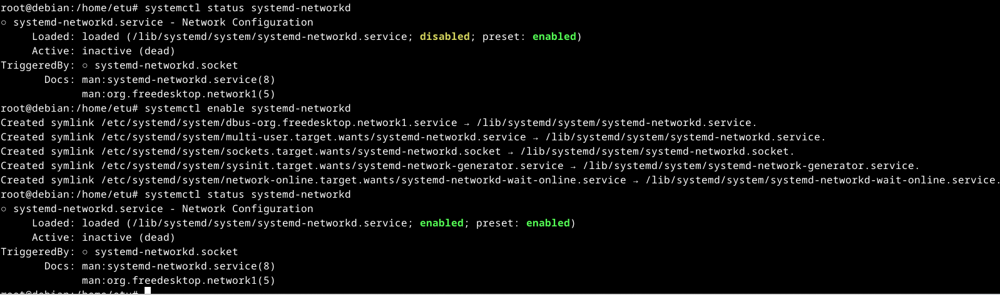 root@debian:/home/etu# systemctl status systemd-networkd
○ systemd-networkd.service - Network Configuration
     Loaded: loaded (/lib/systemd/system/systemd-networkd.service; disabled; preset: enabled)
     Active: inactive (dead)
TriggeredBy: ○ systemd-networkd.socket
       Docs: man:systemd-networkd.service(8)
             man:org.freedesktop.network1(5)
root@debian:/home/etu# systemctl enable systemd-networkd
Created symlink /etc/systemd/system/dbus-org.freedesktop.network1.service → /lib/systemd/system/systemd-networkd.service.
Created symlink /etc/systemd/system/multi-user.target.wants/systemd-networkd.service → /lib/systemd/system/systemd-networkd.service.
Created symlink /etc/systemd/system/sockets.target.wants/systemd-networkd.socket → /lib/systemd/system/systemd-networkd.socket.
Created symlink /etc/systemd/system/sysinit.target.wants/systemd-network-generator.service → /lib/systemd/system/systemd-network-generator.service.
Created symlink /etc/systemd/system/network-online.target.wants/systemd-networkd-wait-online.service → /lib/systemd/system/systemd-networkd-wait-online.service.
root@debian:/home/etu# systemctl status systemd-networkd
○ systemd-networkd.service - Network Configuration
     Loaded: loaded (/lib/systemd/system/systemd-networkd.service; enabled; preset: enabled)
     Active: inactive (dead)
TriggeredBy: ○ systemd-networkd.socket
       Docs: man:systemd-networkd.service(8)
             man:org.freedesktop.network1(5)
root@debian:/home/etu#